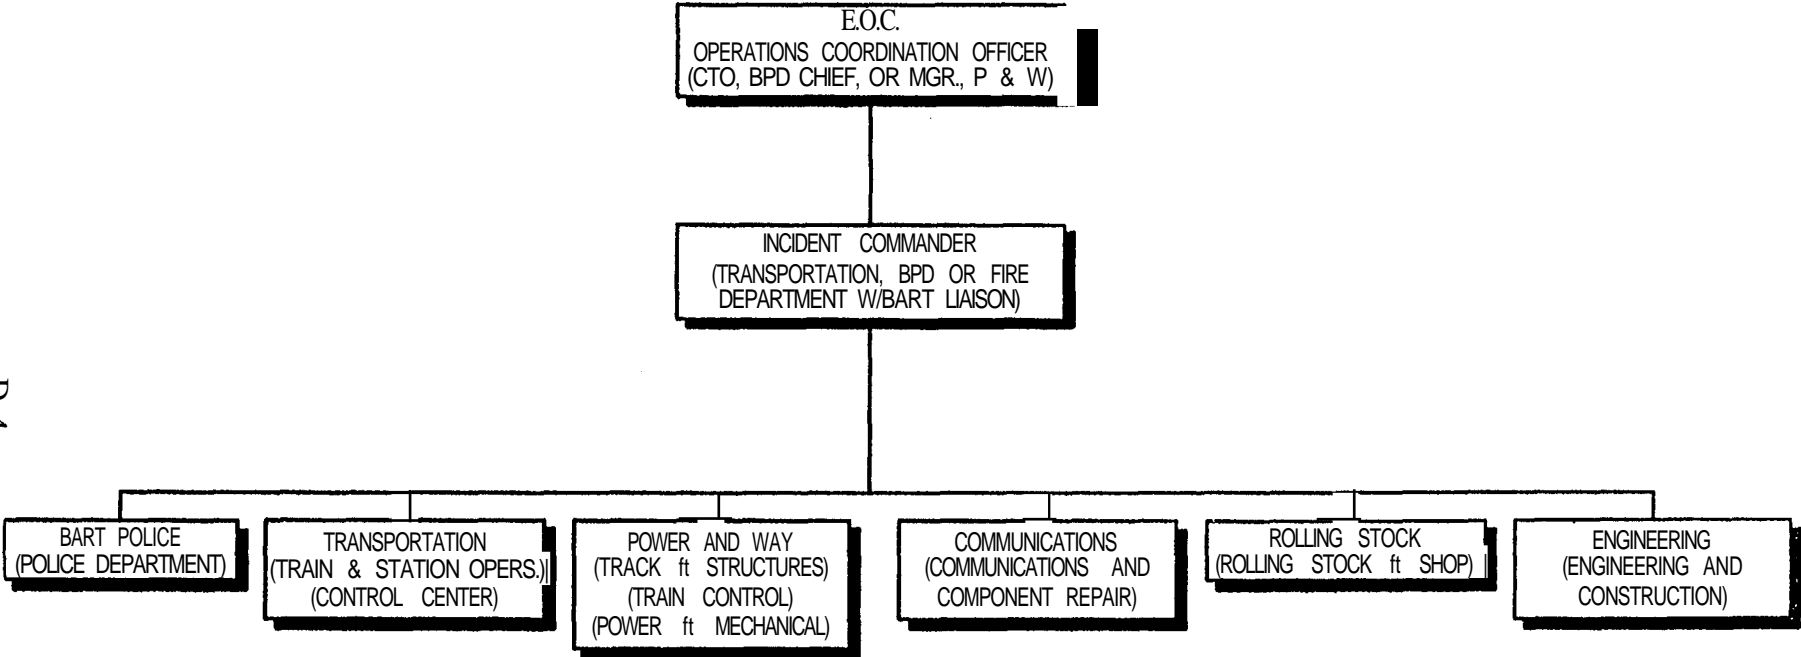 E.O.C.
OPERATIONS COORDINATION OFFICER
(CTO, BPD CHIEF, OR MGR., P & W)
INCIDENT COMMANDER
(TRANSPORTATION, BPD OR FIRE
DEPARTMENT W/BART LIAISON)
BART POLICE
(POLICE DEPARTMENT)
TRANSPORTATION
(TRAIN & STATION OPERS.)
(CONTROL CENTER)
POWER AND WAY
(TRACK ft STRUCTURES)
(TRAIN CONTROL)
(POWER ft MECHANICAL)
COMMUNICATIONS
(COMMUNICATIONS AND
COMPONENT REPAIR)
ROLLING STOCK
(ROLLING STOCK ft SHOP)
ENGINEERING
(ENGINEERING AND
CONSTRUCTION)